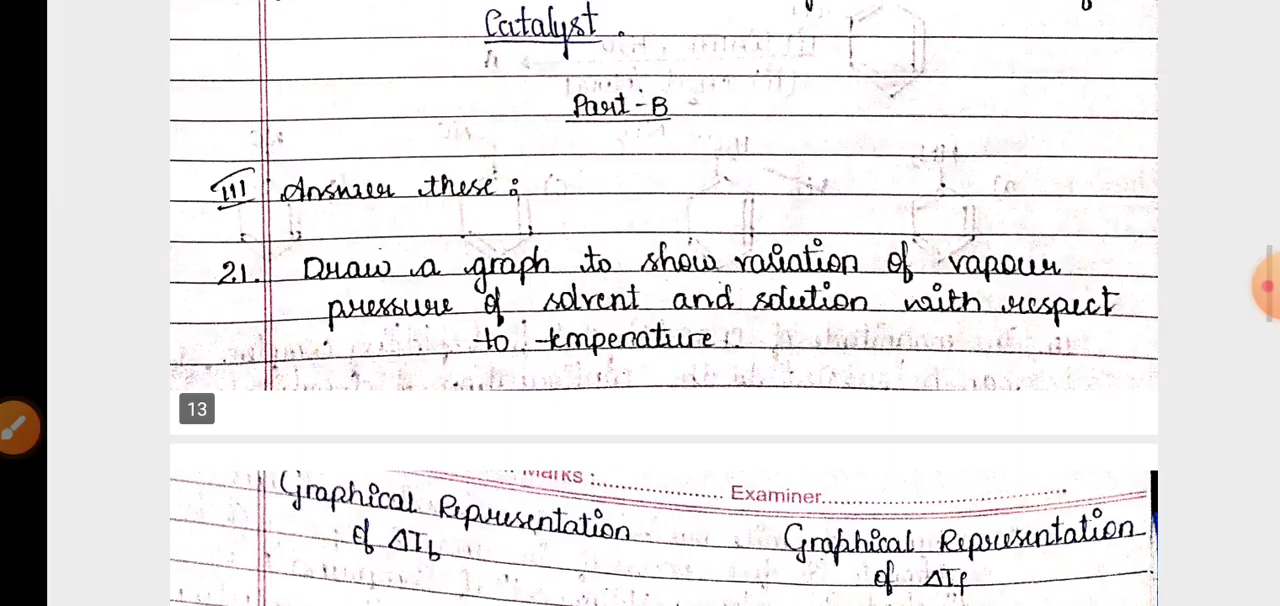 Catalyst.
Part-B
III Answer these:
21. Draw a graph to show variation of vapour
pressure of solvent and solution with respect
to temperature.
13
Marks :.................... Examiner....................
Graphical Representation
of ΔTb
Graphical Representation
of ΔTf